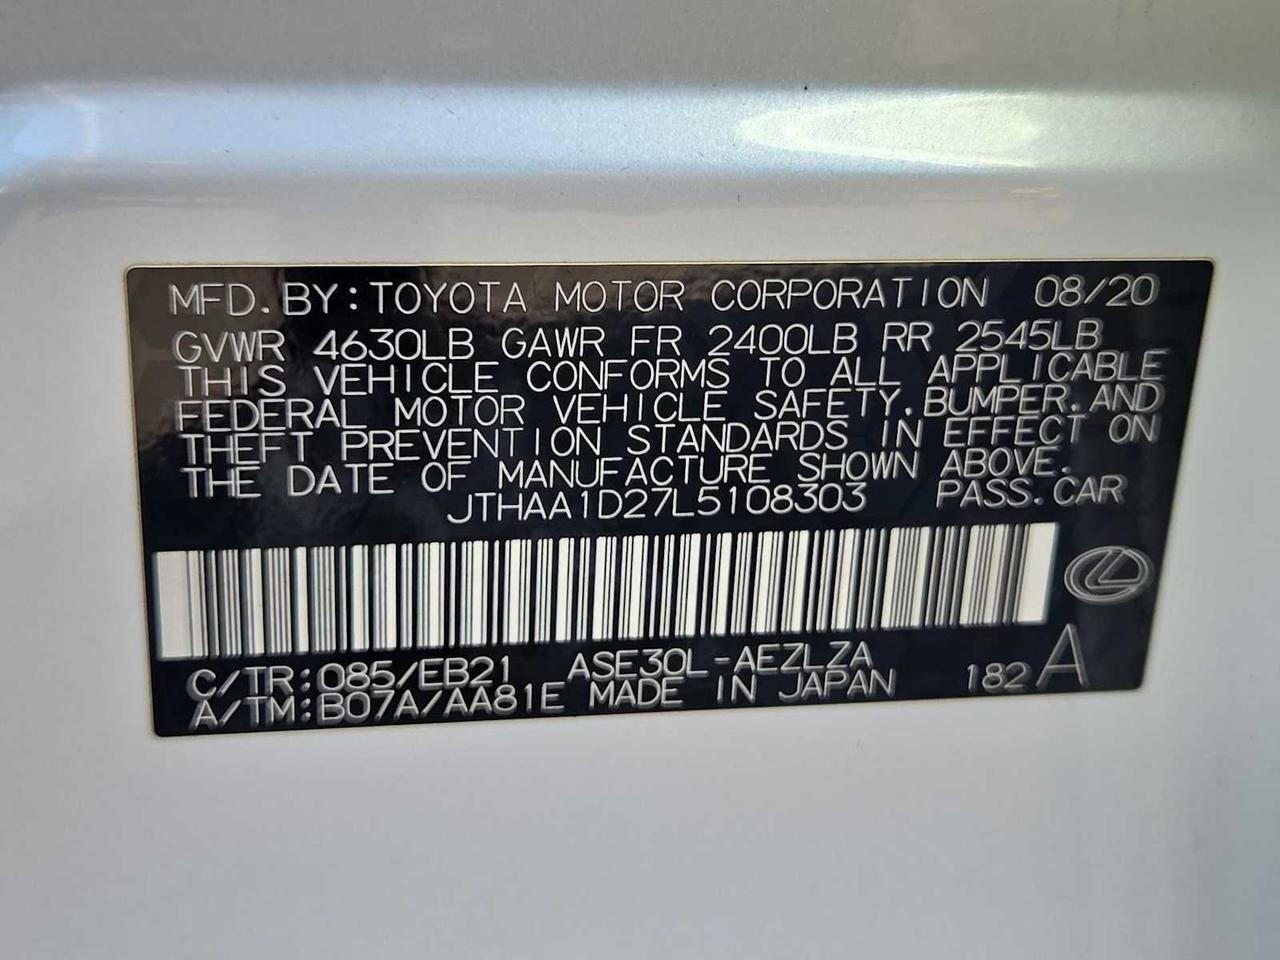 MFD. BY: TOYOTA MOTOR CORPORATION 08/20
GVWR 4630LB GAWR FR 2400LB RR 2545LB
THIS VEHICLE CONFORMS TO ALL APPLICABLE
FEDERAL MOTOR VEHICLE SAFETY, BUMPER, AND
THEFT PREVENTION STANDARDS IN EFFECT ON
THE DATE OF MANUFACTURE SHOWN ABOVE.
JTHAA1D27L5108303 PASS. CAR
C/TR: 085/EB21 ASE30L-AEZLZA
A/TM: B07A/AA81E MADE IN JAPAN 182 A